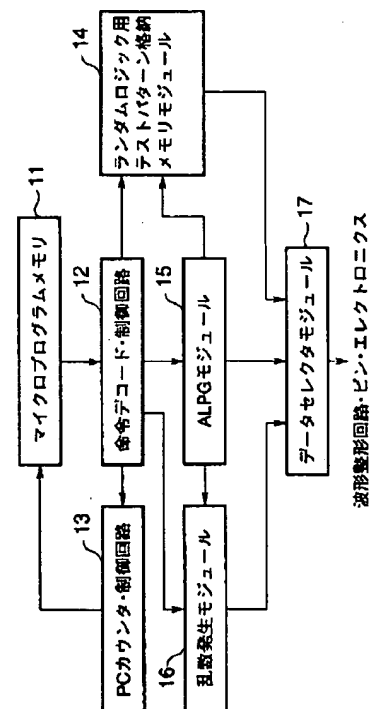 11
マイクロプログラムメモリ
13
PCカウンタ・制御回路
12
命令デコード・制御回路
14
ランダムロジック用
テストパターン格納
メモリモジュール
16
乱数発生モジュール
15
ALPGモジュール
17
データセレクタモジュール
波形整形回路・ピン・エレクトロニクス